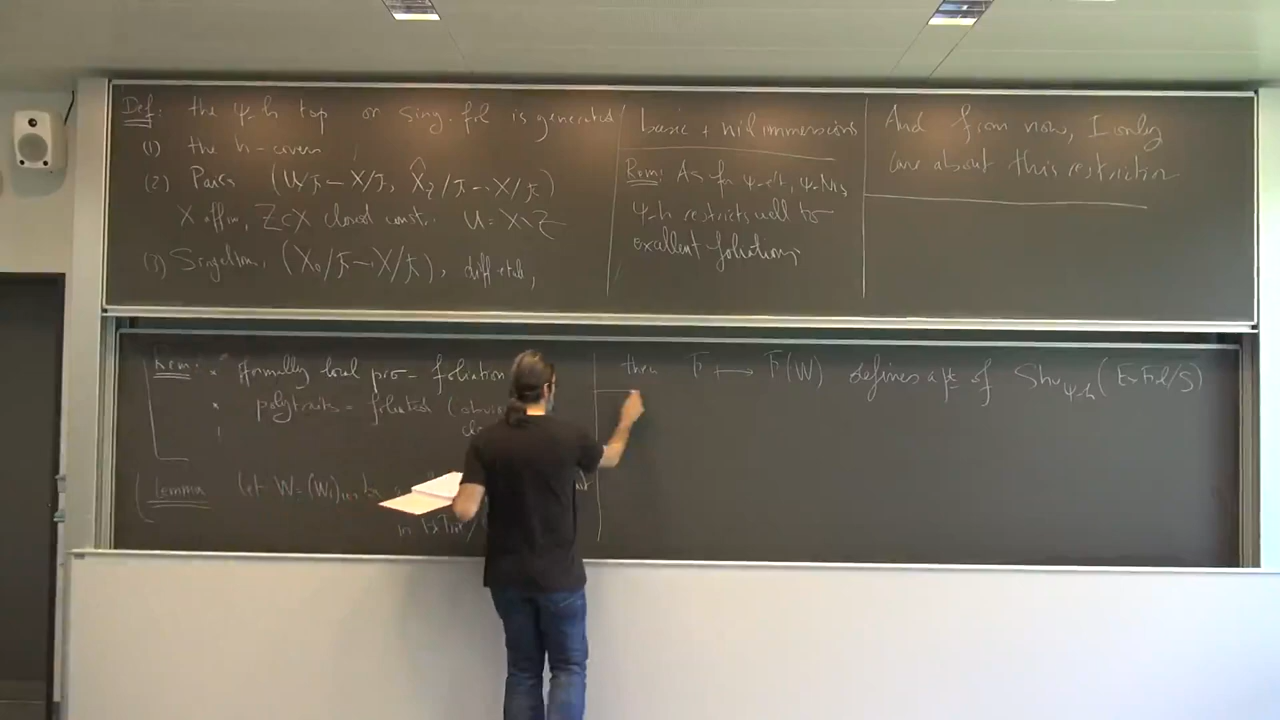 Def: the ψ-h top on sing. fol is generated
(1) the h-covers
(2) Pairs (U/F → X/F, X̂_Z/F → X/F)
X affine, Z⊂X closed const. U = X∖Z
(3) Singletons, (X₀/F → X/F), diff-étale,
basic + nil immersions
Rem: As for ψ-ét, ψ-Nis,
ψ-h restricts well to
excellent foliations
And from now, I only
care about this restriction
Rem: * formally local pro-foliation
* polytraits = foliated (obvio
Lemma Let W = (Wᵢ)
in
then F ⟼ F(W) defines a pt of Shv_ψ-h(ExFol/S)